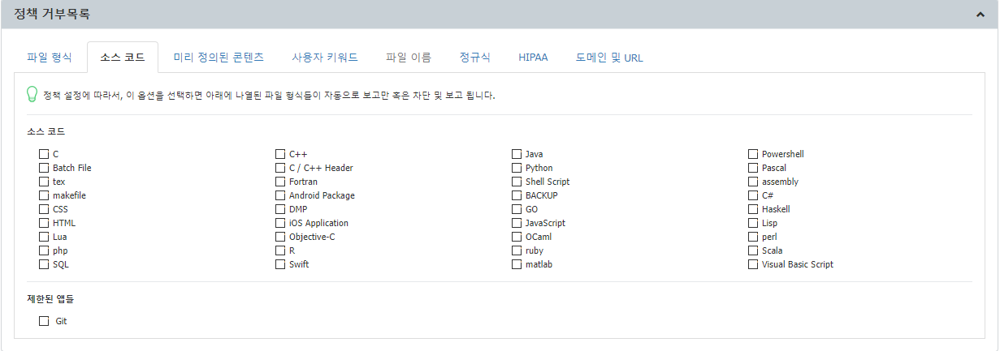 정책 거부목록
파일 형식 소스 코드 미리 정의된 콘텐츠 사용자 키워드 파일 이름 정규식 HIPAA 도메인 및 URL
정책 설정에 따라서, 이 옵션을 선택하면 아래에 나열된 파일 형식들이 자동으로 보고만 혹은 차단 및 보고 됩니다.
소스 코드
C C++ Java Powershell
Batch File C / C++ Header Python Pascal
tex Fortran Shell Script assembly
makefile Android Package BACKUP C#
CSS DMP GO Haskell
HTML iOS Application JavaScript Lisp
Lua Objective-C OCaml perl
php R ruby Scala
SQL Swift matlab Visual Basic Script
제한된 앱들
Git